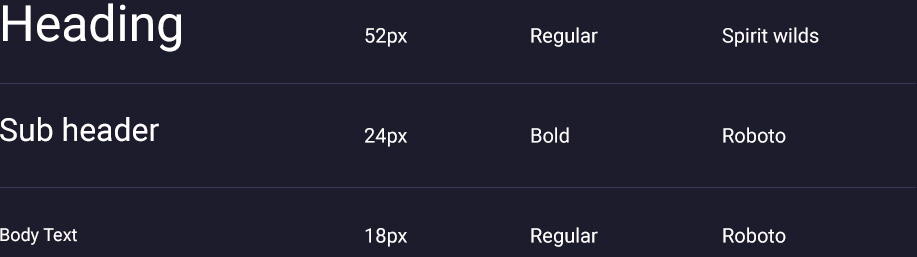 Heading 52px Regular Spirit wilds
Sub header 24px Bold Roboto
Body Text 18px Regular Roboto